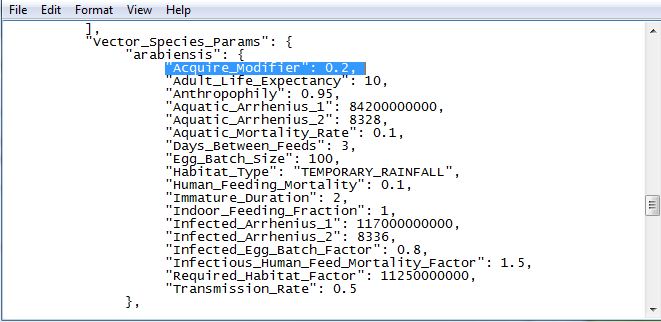 File Edit Format View Help
],
"Vector_Species_Params": {
"arabiensis": {
"Acquire_Modifier": 0.2,
"Adult_Life_Expectancy": 10,
"Anthropophily": 0.95,
"Aquatic_Arrhenius_1": 84200000000,
"Aquatic_Arrhenius_2": 8328,
"Aquatic_Mortality_Rate": 0.1,
"Days_Between_Feeds": 3,
"Egg_Batch_Size": 100,
"Habitat_Type": "TEMPORARY_RAINFALL",
"Human_Feeding_Mortality": 0.1,
"Immature_Duration": 2,
"Indoor_Feeding_Fraction": 1,
"Infected_Arrhenius_1": 117000000000,
"Infected_Arrhenius_2": 8336,
"Infected_Egg_Batch_Factor": 0.8,
"Infectious_Human_Feed_Mortality_Factor": 1.5,
"Required_Habitat_Factor": 11250000000,
"Transmission_Rate": 0.5
},